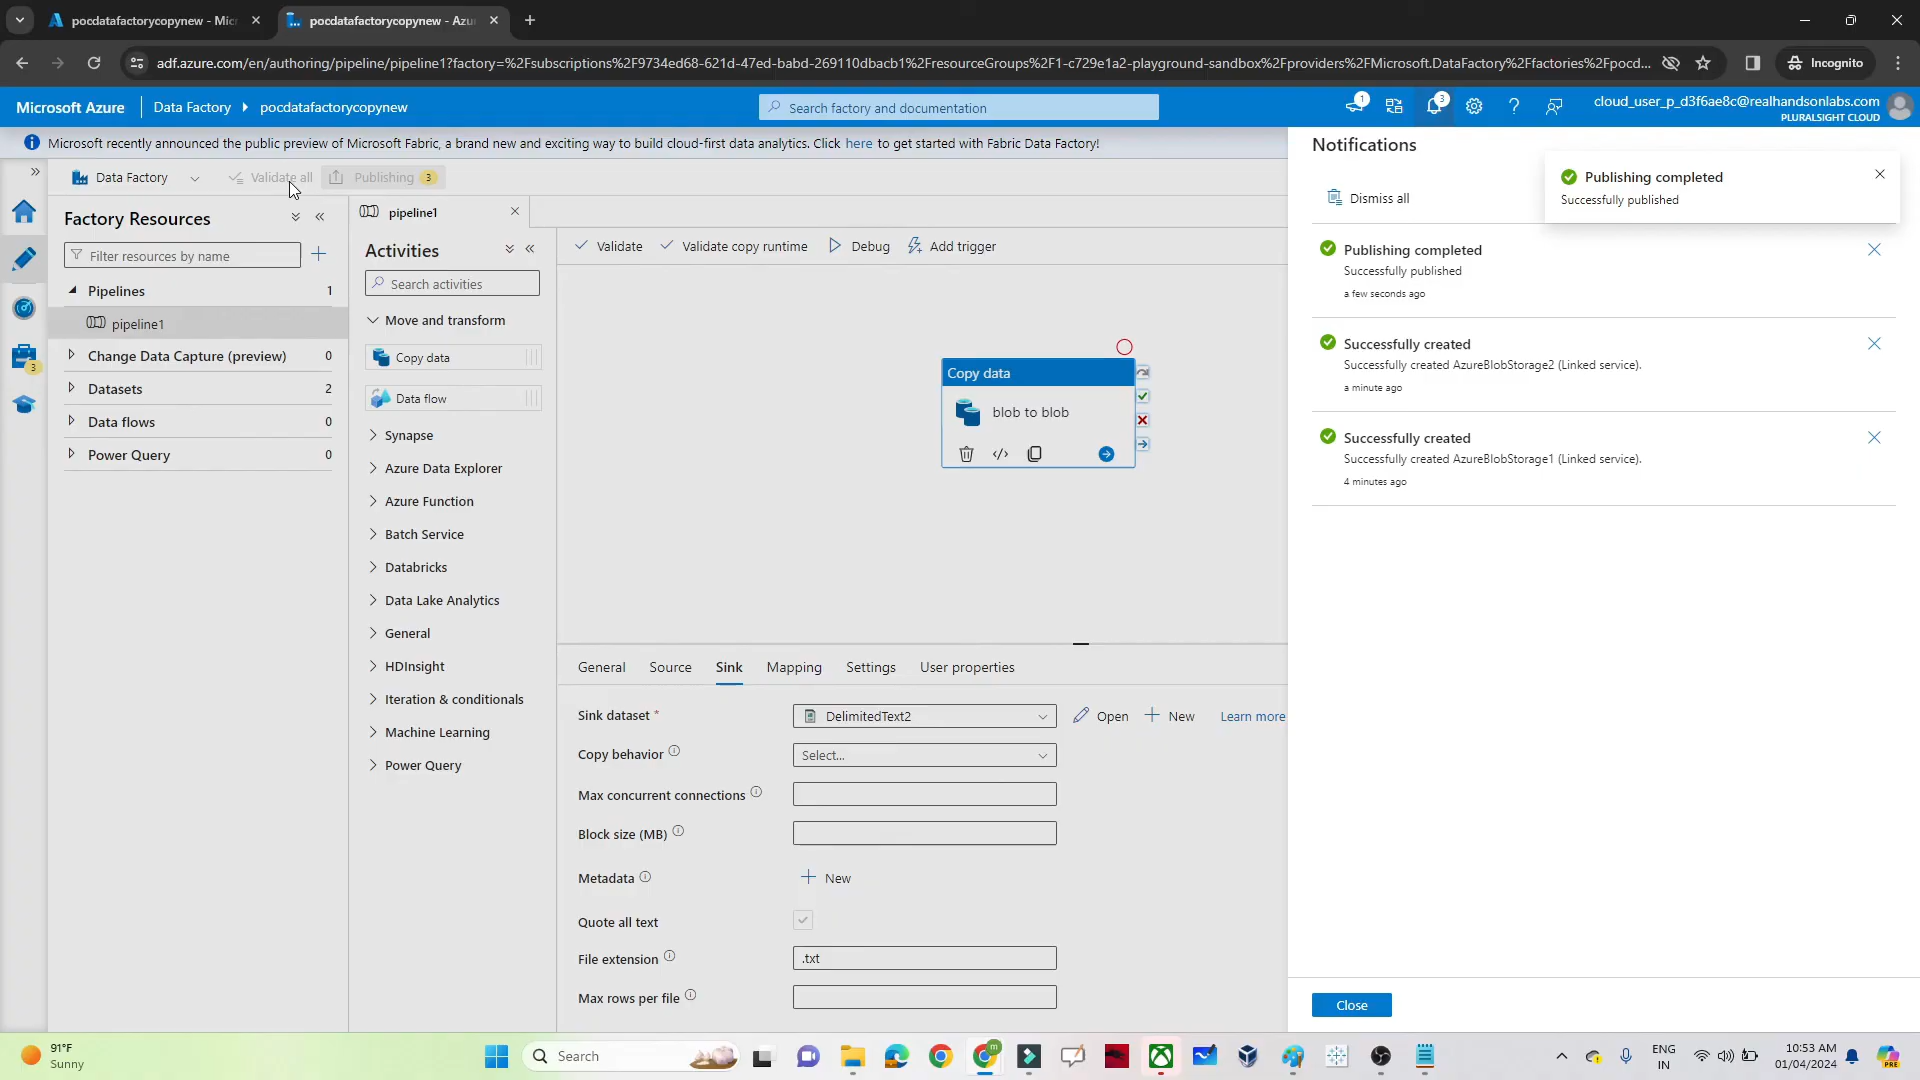 pocdatafactorycopynew - Mic
pocdatafactorycopynew - Azu
adf.azure.com/en/authoring/pipeline/pipeline1?factory=%2Fsubscriptions%2F9734ed68-621d-47ed-babd-269110dbacb1%2FresourceGroups%2F1-c729e1a2-playground-sandbox%2Fproviders%2FMicrosoft.DataFactory%2Ffactories%2Fpocd...
Incognito
Microsoft Azure
Data Factory
pocdatafactorycopynew
Search factory and documentation
1
3
cloud_user_p_d3f6ae8c@realhandsonlabs.com
PLURALSIGHT CLOUD
Microsoft recently announced the public preview of Microsoft Fabric, a brand new and exciting way to build cloud-first data analytics. Click here to get started with Fabric Data Factory!
Data Factory
Validate all
Publishing 3
Factory Resources
Filter resources by name
Pipelines 1
pipeline1
Change Data Capture (preview) 0
Datasets 2
Data flows 0
Power Query 0
3
pipeline1
Activities
Search activities
Move and transform
Copy data
Data flow
Synapse
Azure Data Explorer
Azure Function
Batch Service
Databricks
Data Lake Analytics
General
HDInsight
Iteration & conditionals
Machine Learning
Power Query
Validate
Validate copy runtime
Debug
Add trigger
Copy data
blob to blob
General
Source
Sink
Mapping
Settings
User properties
Sink dataset *
DelimitedText2
Open
New
Learn more
Copy behavior
Select...
Max concurrent connections
Block size (MB)
Metadata
New
Quote all text
File extension
.txt
Max rows per file
Notifications
Dismiss all
Publishing completed
Successfully published
Publishing completed
Successfully published
a few seconds ago
Successfully created
Successfully created AzureBlobStorage2 (Linked service).
a minute ago
Successfully created
Successfully created AzureBlobStorage1 (Linked service).
4 minutes ago
Close
91°F
Sunny
Search
m
ENG
IN
10:53 AM
01/04/2024
PRE